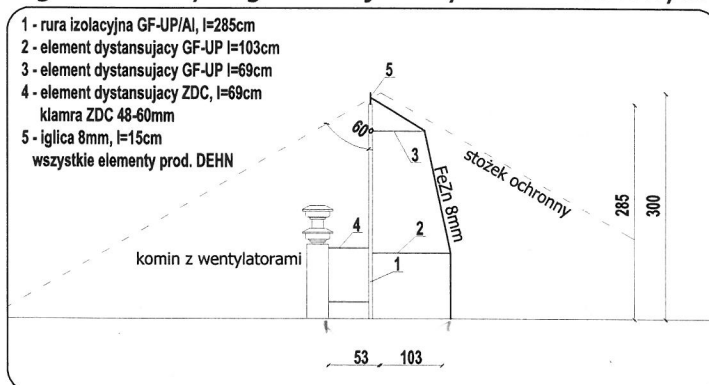 1 - rura izolacyjna GF-UP/Al, l=285cm
2 - element dystansujacy GF-UP l=103cm
3 - element dystansujacy GF-UP l=69cm
4 - element dystansujacy ZDC, l=69cm
klamra ZDC 48-60mm
5 - iglica 8mm, l=15cm
wszystkie elementy prod. DEHN
5
60°
3
stożek ochronny
FeZn 8mm
285
300
4
2
komin z wentylatorami
1
53
103